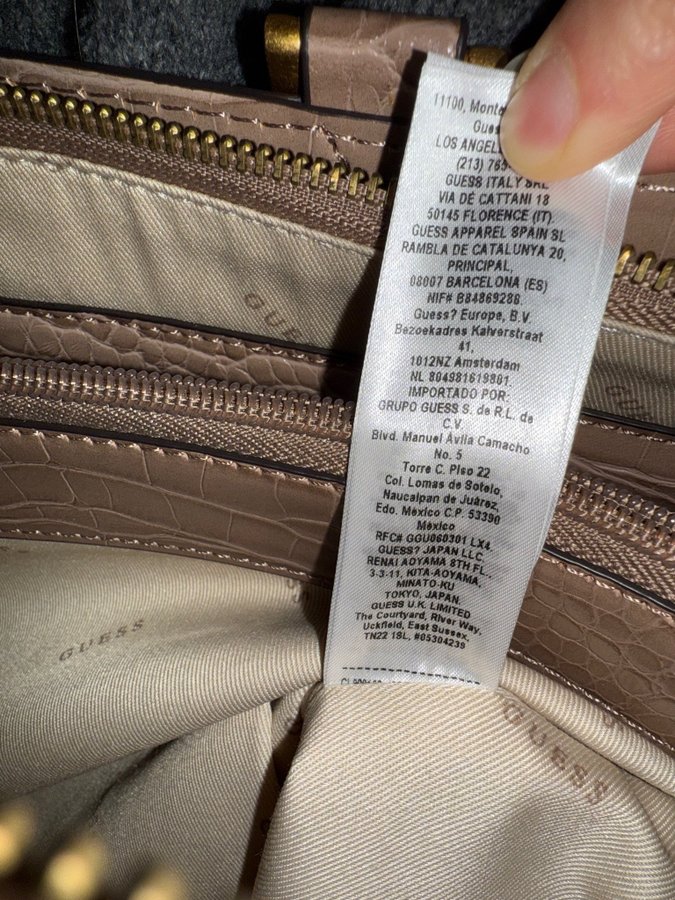 11100, Monte
Gues
LOS ANGEL
(213) 765
GUESS ITALY SRL
VIA DE CATTANI 18
50145 FLORENCE (IT).
GUESS APPAREL SPAIN SL
RAMBLA DE CATALUNYA 20,
PRINCIPAL,
08007 BARCELONA (ES)
NIF# B84869288.
Guess? Europe, B.V.
Bezoekadres Kalverstraat
41,
1012NZ Amsterdam
NL 804981619801.
IMPORTADO POR:
GRUPO GUESS S. de R.L. de
C.V.
Blvd. Manuel Ávila Camacho
No. 5
Torre C. Piso 22
Col. Lomas de Sotelo,
Naucalpan de Juárez,
Edo. México C.P. 53390
México
RFC# GGU060301 LX4.
GUESS? JAPAN LLC.
RENAI AOYAMA 8TH FL.,
3-3-11, KITA-AOYAMA,
MINATO-KU
TOKYO, JAPAN.
GUESS U.K. LIMITED
The Courtyard, River Way,
Uckfield, East Sussex,
TN22 1SL, #05304239
GUESS
GUESS
GUESS